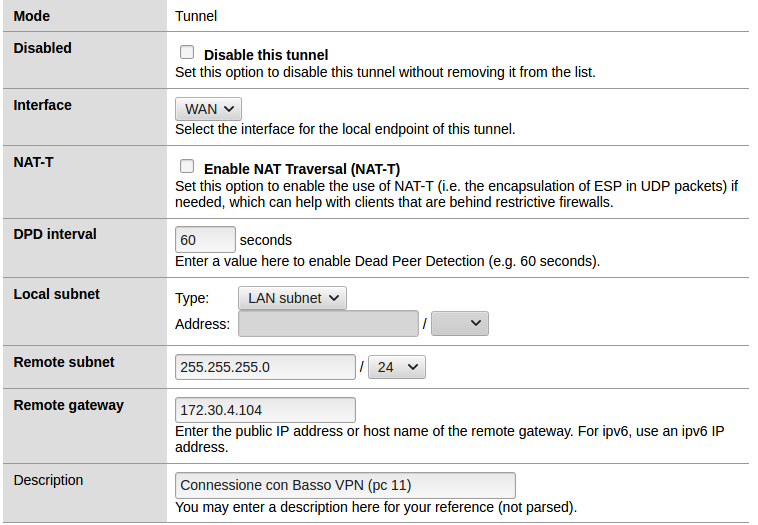 Mode Tunnel
Disabled Disable this tunnel
Set this option to disable this tunnel without removing it from the list.
Interface WAN
Select the interface for the local endpoint of this tunnel.
NAT-T Enable NAT Traversal (NAT-T)
Set this option to enable the use of NAT-T (i.e. the encapsulation of ESP in UDP packets) if
needed, which can help with clients that are behind restrictive firewalls.
DPD interval 60 seconds
Enter a value here to enable Dead Peer Detection (e.g. 60 seconds).
Local subnet Type: LAN subnet
Address: /
Remote subnet 255.255.255.0 / 24
Remote gateway 172.30.4.104
Enter the public IP address or host name of the remote gateway. For ipv6, use an ipv6 IP
address.
Description Connessione con Basso VPN (pc 11)
You may enter a description here for your reference (not parsed).